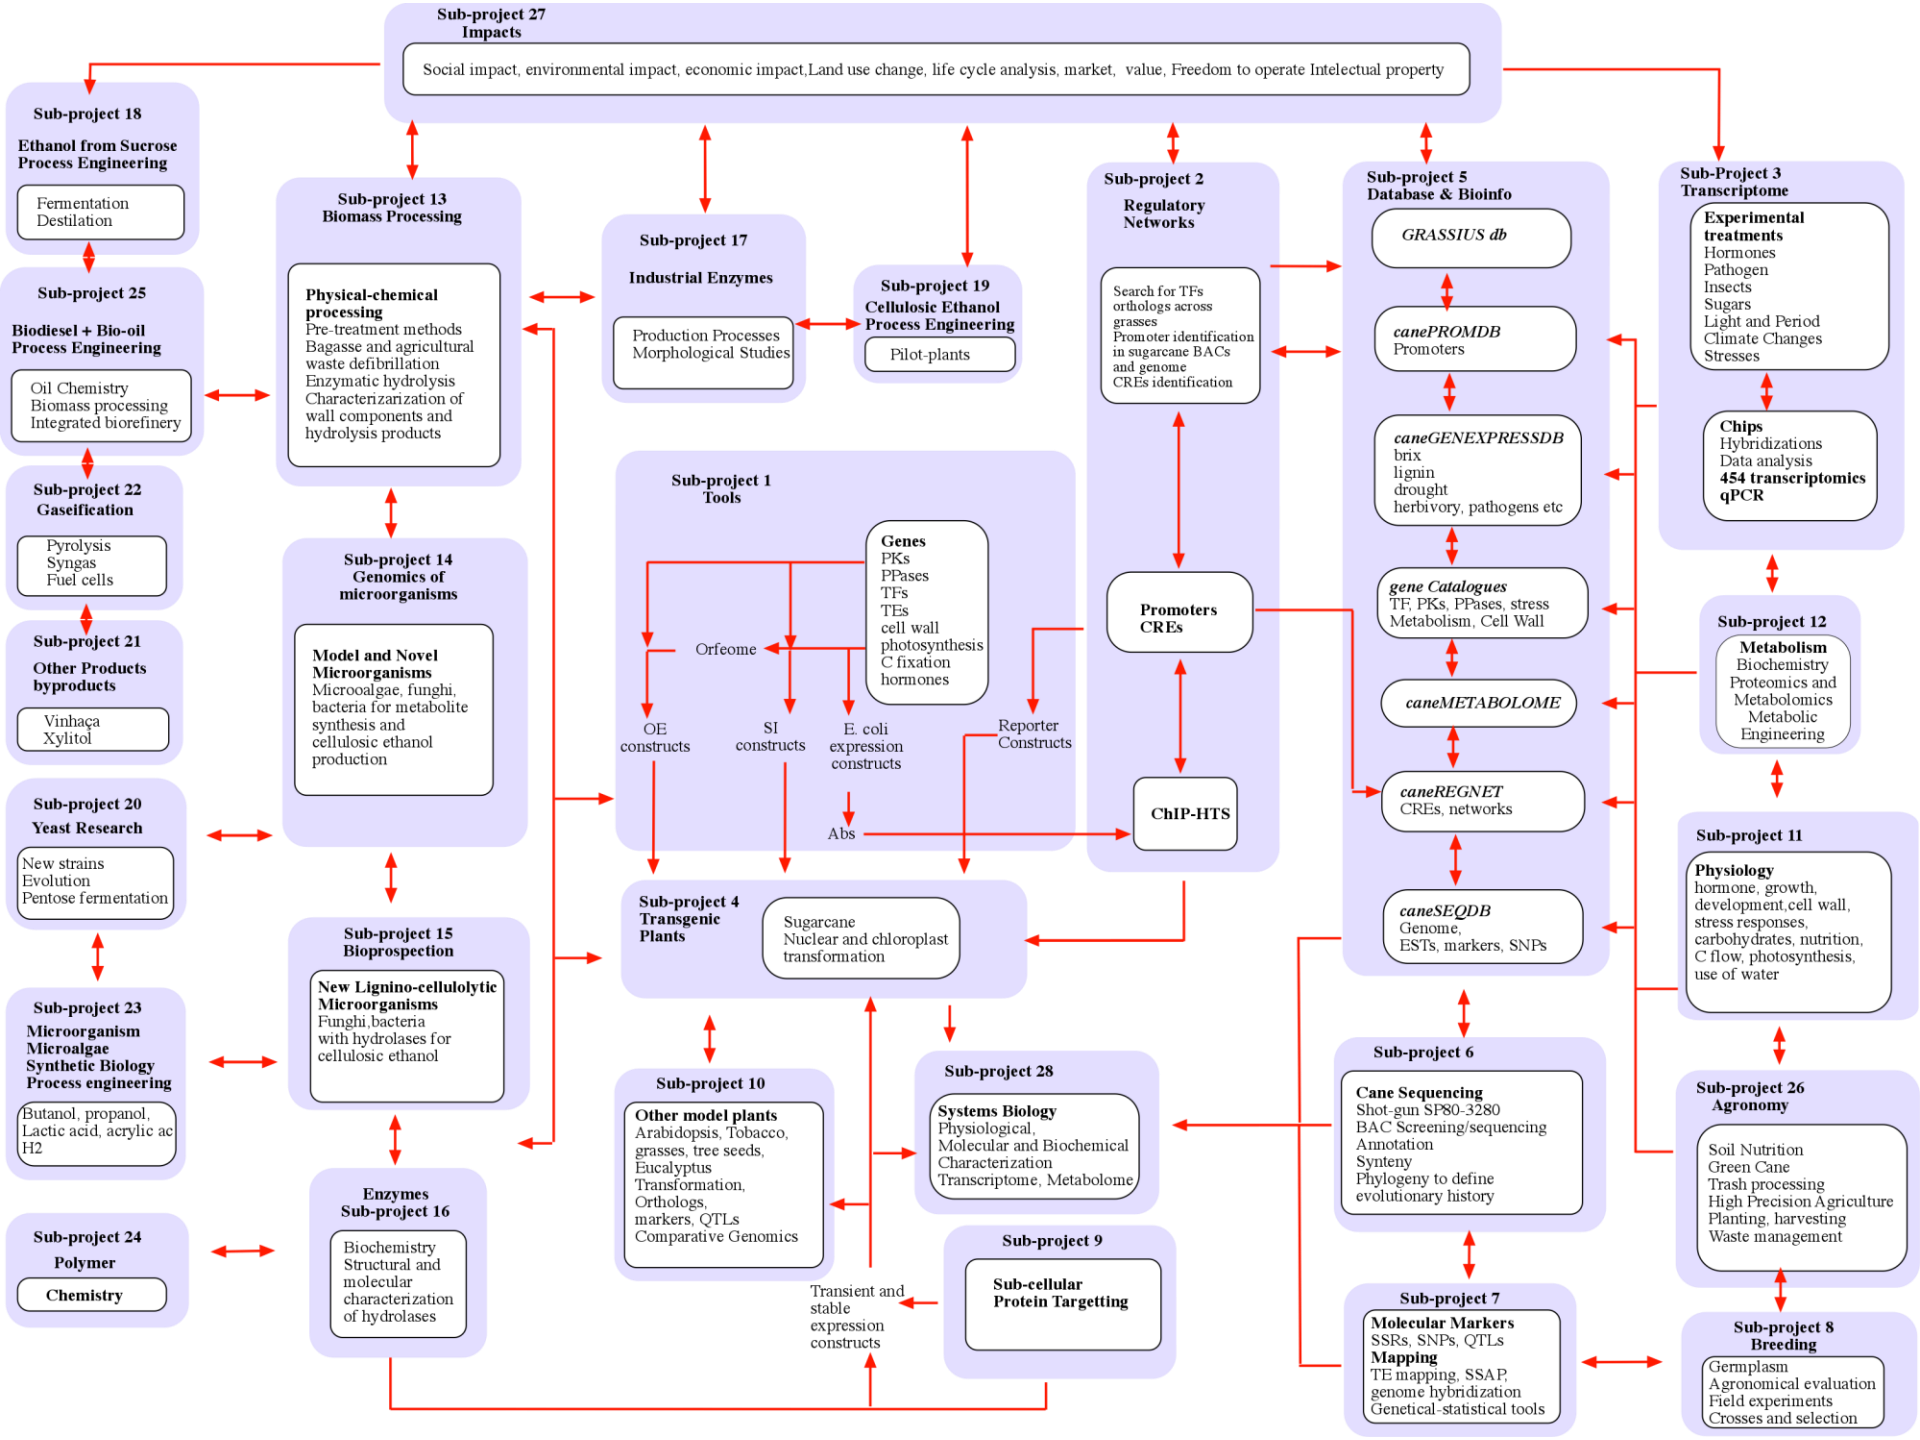 Sub-project 27
Impacts
Social impact, environmental impact, economic impact,Land use change, life cycle analysis, market, value, Freedom to operate Intelectual property
Sub-project 18
Ethanol from Sucrose
Process Engineering
Fermentation
Destilation
Sub-project 25
Biodiesel + Bio-oil
Process Engineering
Oil Chemistry
Biomass processing
Integrated biorefinery
Sub-project 22
Gaseification
Pyrolysis
Syngas
Fuel cells
Sub-project 21
Other Products
byproducts
Vinhaça
Xylitol
Sub-project 20
Yeast Research
New strains
Evolution
Pentose fermentation
Sub-project 23
Microorganism
Microalgae
Synthetic Biology
Process engineering
Butanol, propanol,
Lactic acid, acrylic ac
H2
Sub-project 24
Polymer
Chemistry
Sub-project 13
Biomass Processing
Physical-chemical
processing
Pre-treatment methods
Bagasse and agricultural
waste defibrillation
Enzymatic hydrolysis
Characterizarization of
wall components and
hydrolysis products
Sub-project 14
Genomics of
microorganisms
Model and Novel
Microorganisms
Microoalgae, funghi,
bacteria for metabolite
synthesis and
cellulosic ethanol
production
Sub-project 15
Bioprospection
New Lignino-cellulolytic
Microorganisms
Funghi,bacteria
with hydrolases for
cellulosic ethanol
Enzymes
Sub-project 16
Biochemistry
Structural and
molecular
characterization
of hydrolases
Sub-project 17
Industrial Enzymes
Production Processes
Morphological Studies
Sub-project 19
Cellulosic Ethanol
Process Engineering
Pilot-plants
Sub-project 1
Tools
Genes
PKs
PPases
TFs
TEs
cell wall
photosynthesis
C fixation
hormones
Orfeome
OE
constructs
SI
constructs
E. coli
expression
constructs
Reporter
Constructs
Abs
Sub-project 4
Transgenic
Plants
Sugarcane
Nuclear and chloroplast
transformation
Sub-project 10
Other model plants
Arabidopsis, Tobacco,
grasses, tree seeds,
Eucalyptus
Transformation,
Orthologs,
markers, QTLs
Comparative Genomics
Sub-project 28
Systems Biology
Physiological,
Molecular and Biochemical
Characterization
Transcriptome, Metabolome
Sub-project 9
Sub-cellular
Protein Targetting
Transient and
stable
expression
constructs
Sub-project 2
Regulatory
Networks
Search for TFs
orthologs across
grasses
Promoter identification
in sugarcane BACs
and genome
CREs identification
Promoters
CREs
ChIP-HTS
Sub-project 5
Database & Bioinfo
GRASSIUS db
canePROMDB
Promoters
caneGENEXPRESSDB
brix
lignin
drought
herbivory, pathogens etc
gene Catalogues
TF, PKs, PPases, stress
Metabolism, Cell Wall
caneMETABOLOME
caneREGNET
CREs, networks
caneSEQDB
Genome,
ESTs, markers, SNPs
Sub-project 6
Cane Sequencing
Shot-gun SP80-3280
BAC Screening/sequencing
Annotation
Synteny
Phylogeny to define
evolutionary history
Sub-project 7
Molecular Markers
SSRs, SNPs, QTLs
Mapping
TE mapping, SSAP,
genome hybridization
Genetical-statistical tools
Sub-Project 3
Transcriptome
Experimental
treatments
Hormones
Pathogen
Insects
Sugars
Light and Period
Climate Changes
Stresses
Chips
Hybridizations
Data analysis
454 transcriptomics
qPCR
Sub-project 12
Metabolism
Biochemistry
Proteomics and
Metabolomics
Metabolic
Engineering
Sub-project 11
Physiology
hormone, growth,
development,cell wall,
stress responses,
carbohydrates, nutrition,
C flow, photosynthesis,
use of water
Sub-project 26
Agronomy
Soil Nutrition
Green Cane
Trash processing
High Precision Agriculture
Planting, harvesting
Waste management
Sub-project 8
Breeding
Germplasm
Agronomical evaluation
Field experiments
Crosses and selection